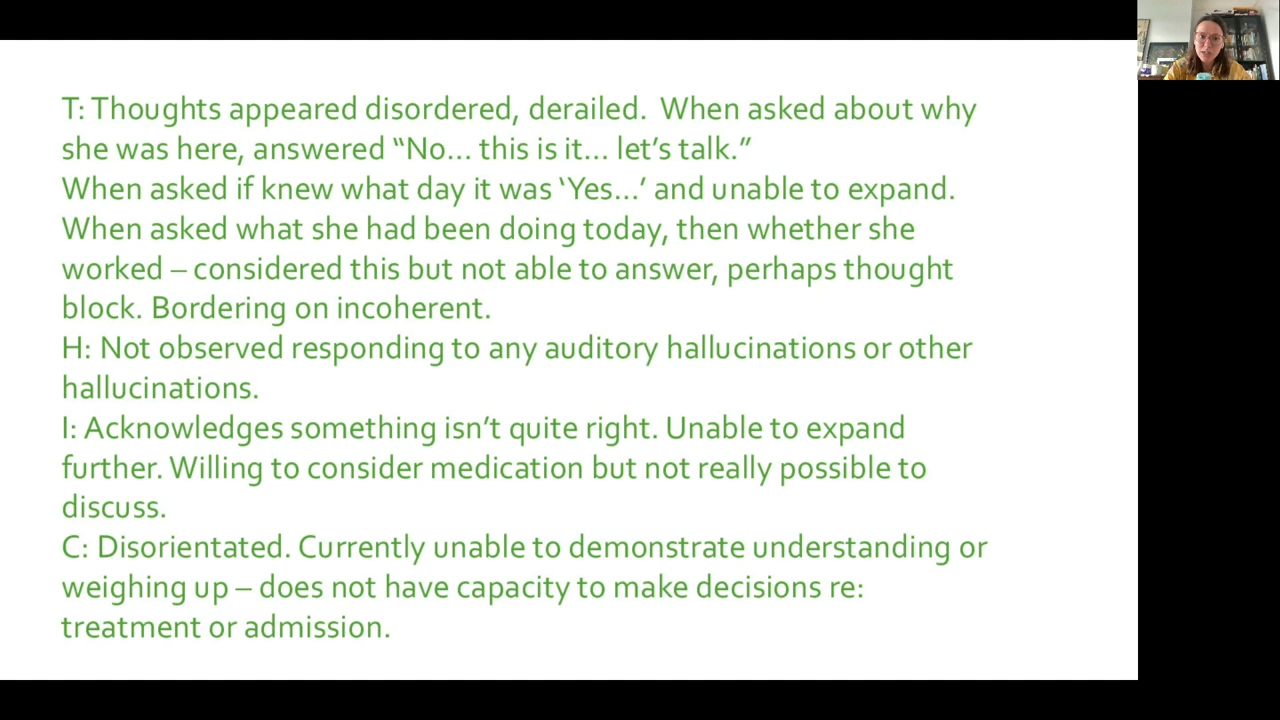 T: Thoughts appeared disordered, derailed.  When asked about why
she was here, answered “No… this is it… let’s talk.”
When asked if knew what day it was ‘Yes…’ and unable to expand.
When asked what she had been doing today, then whether she
worked – considered this but not able to answer, perhaps thought
block. Bordering on incoherent.
H: Not observed responding to any auditory hallucinations or other
hallucinations.
I: Acknowledges something isn’t quite right. Unable to expand
further. Willing to consider medication but not really possible to
discuss.
C: Disorientated. Currently unable to demonstrate understanding or
weighing up – does not have capacity to make decisions re:
treatment or admission.